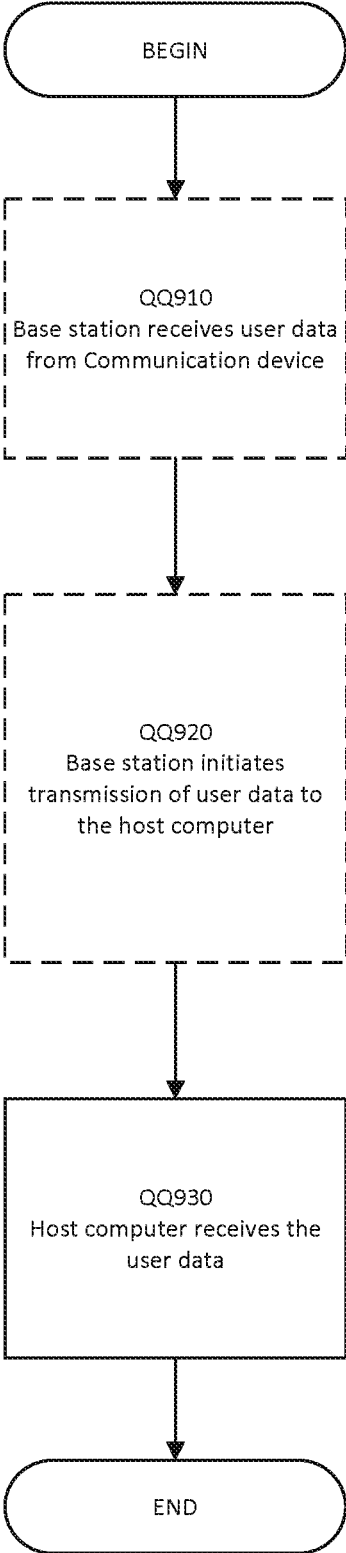 BEGIN
QQ910
Base station receives user data
from Communication device
QQ920
Base station initiates
transmission of user data to
the host computer
QQ930
Host computer receives the
user data
END